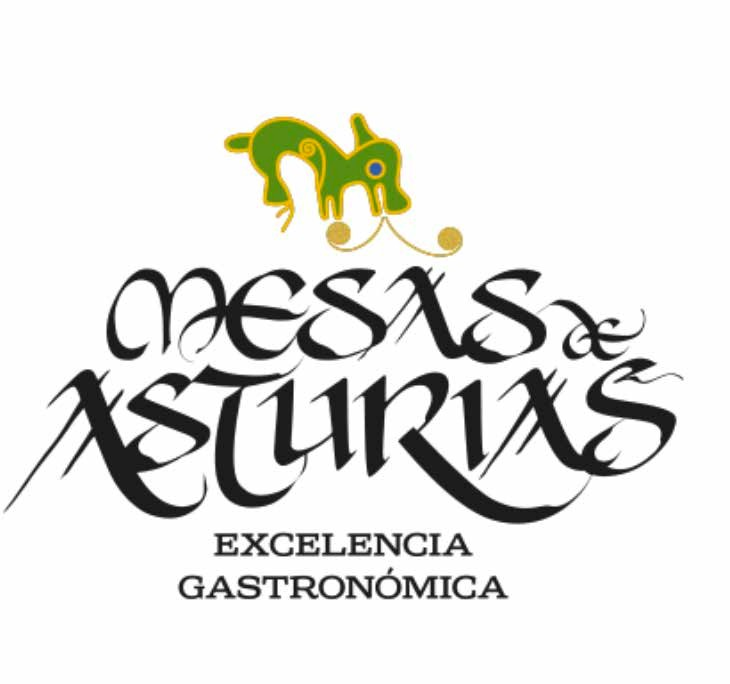 MESAS de
ASTURIAS
EXCELENCIA
GASTRONÓMICA